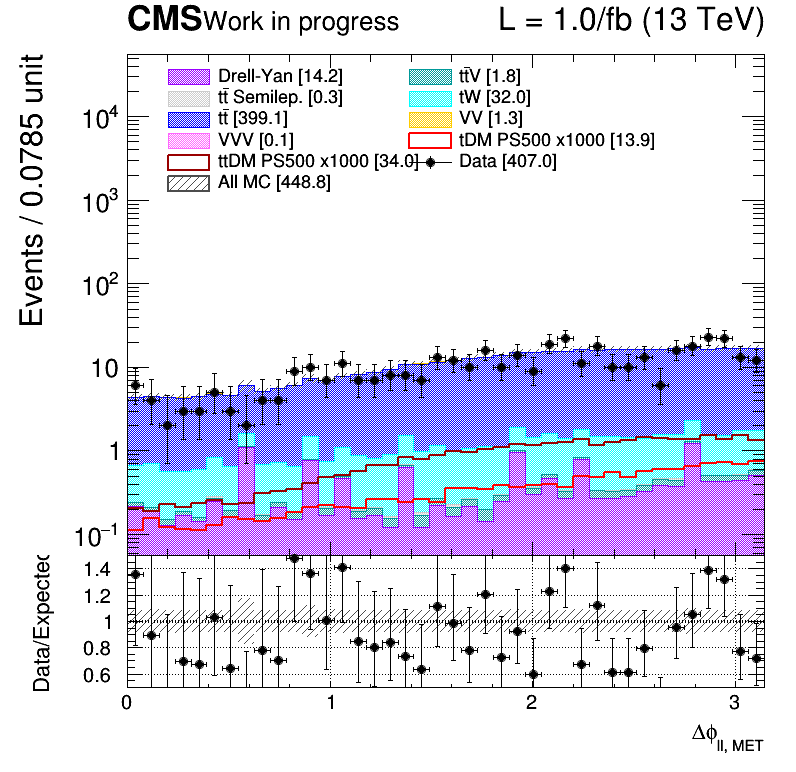 CMS Work in progress L = 1.0/fb (13 TeV)
Drell-Yan [14.2] tt̄V [1.8]
tt̄ Semilep. [0.3] tW [32.0]
tt̄ [399.1] VV [1.3]
VVV [0.1] tDM PS500 x1000 [13.9]
ttDM PS500 x1000 [34.0] Data [407.0]
All MC [448.8]
Events / 0.0785 unit
10⁴
10³
10²
10
1
10⁻¹
Data/Expected
1.4
1.2
1
0.8
0.6
0 1 2 3
Δϕ_ll, MET